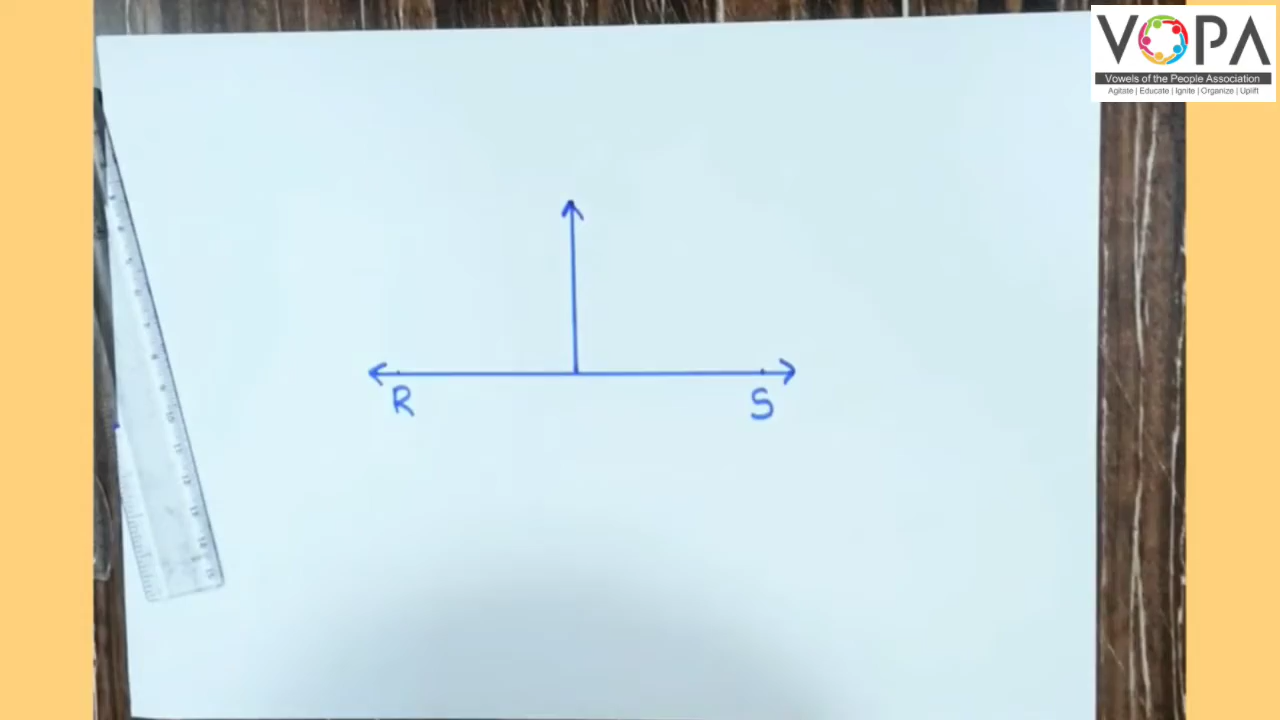 VOPA
Vowels of the People Association
Agitate | Educate | Ignite | Organize | Uplift
R
S